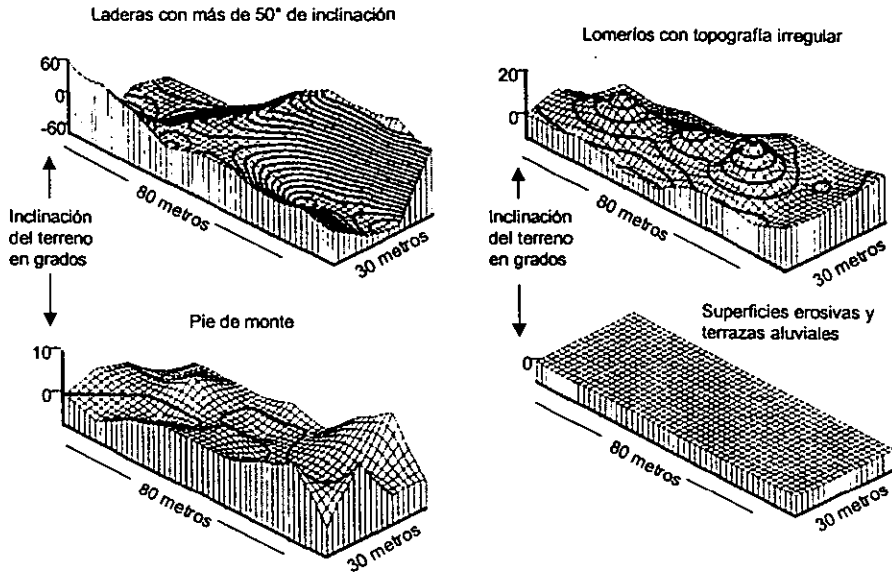 Laderas con más de 50° de inclinación
60
0
-60
80 metros
30 metros
Inclinación
del terreno
en grados
Pie de monte
10
0
80 metros
30 metros
Lomeríos con topografía irregular
20
0
80 metros
30 metros
Inclinación
del terreno
en grados
Superficies erosivas y
terrazas aluviales
0
80 metros
30 metros